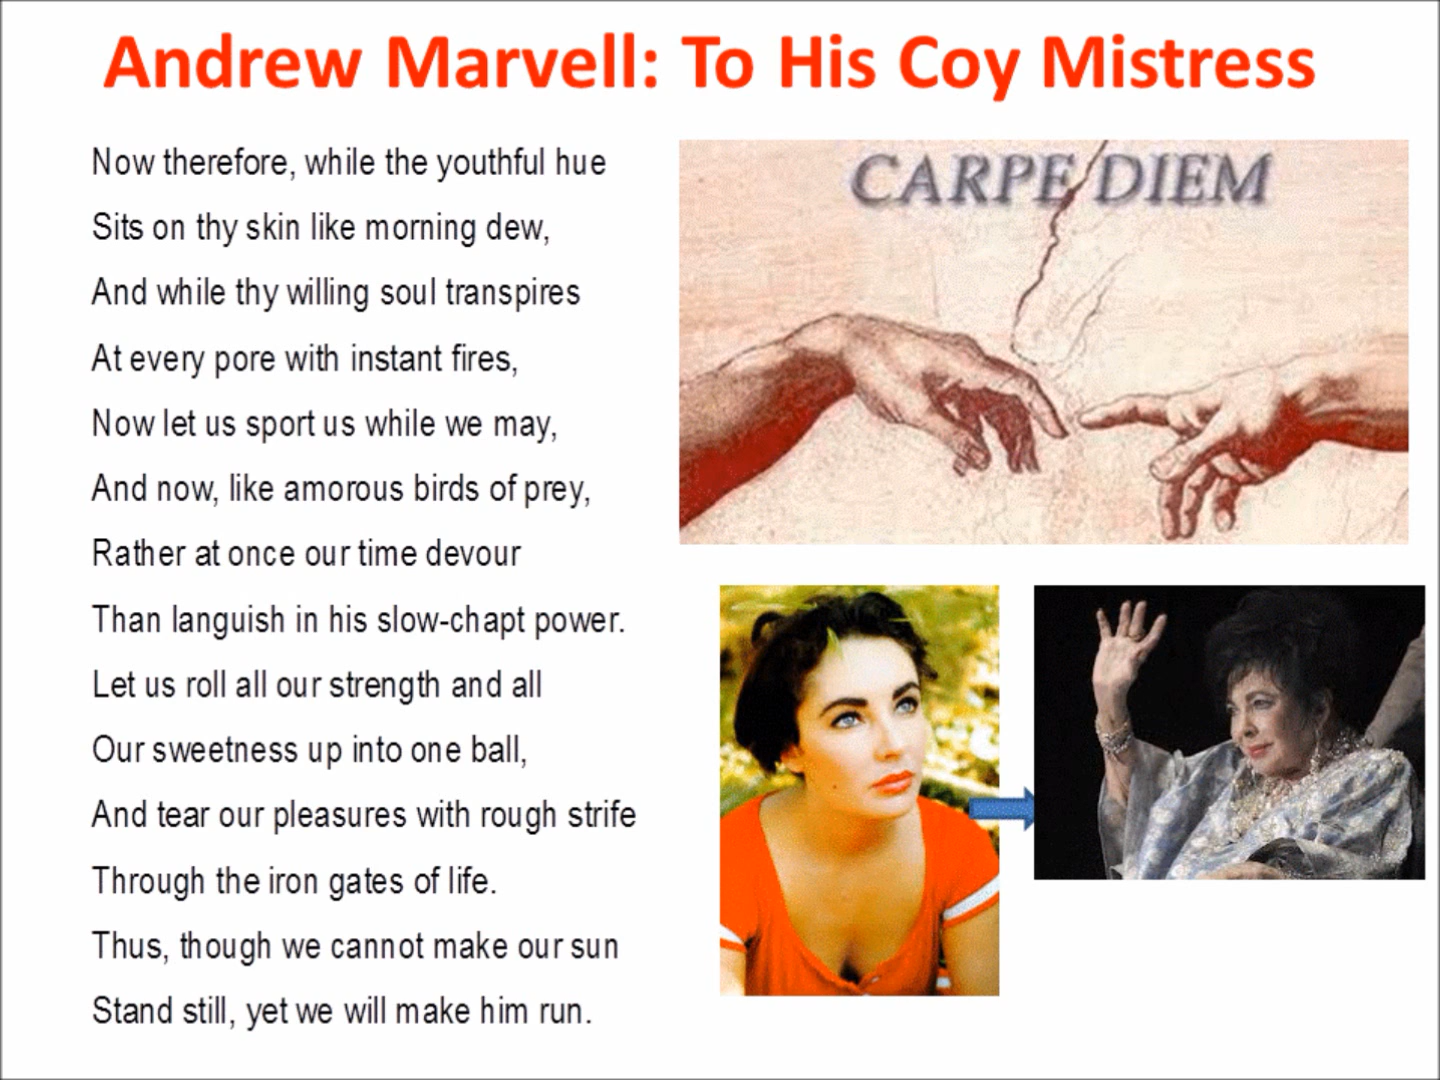 Andrew Marvell: To His Coy Mistress
Now therefore, while the youthful hue
Sits on thy skin like morning dew,
And while thy willing soul transpires
At every pore with instant fires,
Now let us sport us while we may,
And now, like amorous birds of prey,
Rather at once our time devour
Than languish in his slow-chapt power.
Let us roll all our strength and all
Our sweetness up into one ball,
And tear our pleasures with rough strife
Through the iron gates of life.
Thus, though we cannot make our sun
Stand still, yet we will make him run.
CARPE DIEM